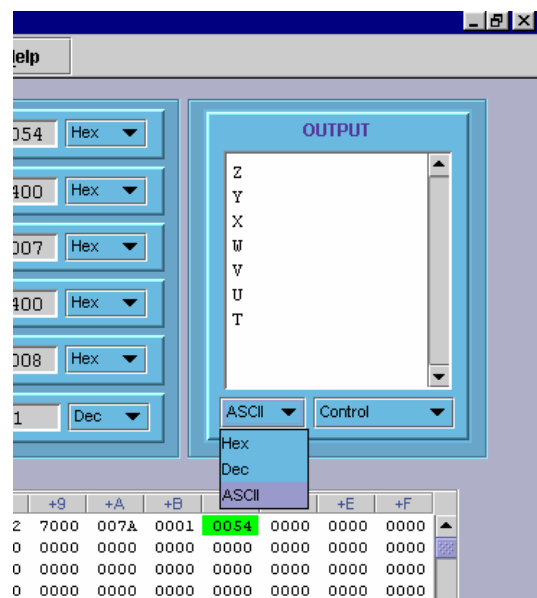 elp
054 Hex
OUTPUT
400 Hex
007 Hex
400 Hex
008 Hex
1 Dec
Z
Y
X
W
V
U
T
ASCII Control
Hex
Dec
ASCII
+9 +A +B +E +F
2 7000 007A 0001 0054 0000 0000 0000
0 0000 0000 0000 0000 0000 0000 0000
0 0000 0000 0000 0000 0000 0000 0000
0 0000 0000 0000 0000 0000 0000 0000